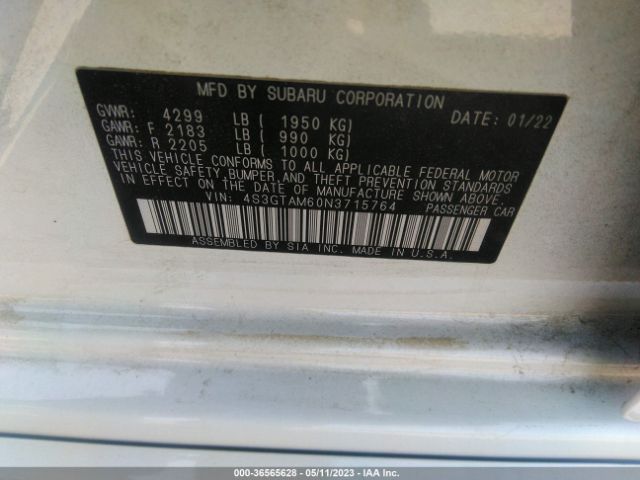 MFD BY SUBARU CORPORATION
DATE: 01/22
GVWR: 4299 LB ( 1950 KG)
GAWR: F 2183 LB ( 990 KG)
GAWR: R 2205 LB ( 1000 KG)
THIS VEHICLE CONFORMS TO ALL APPLICABLE FEDERAL MOTOR
VEHICLE SAFETY,BUMPER,AND THEFT PREVENTION STANDARDS
IN EFFECT ON THE DATE OF MANUFACTURE SHOWN ABOVE.
VIN: 4S3GTAM60N3715764 PASSENGER CAR
ASSEMBLED BY SIA INC. MADE IN U.S.A.
000-36565628 - 05/11/2023 - IAA Inc.